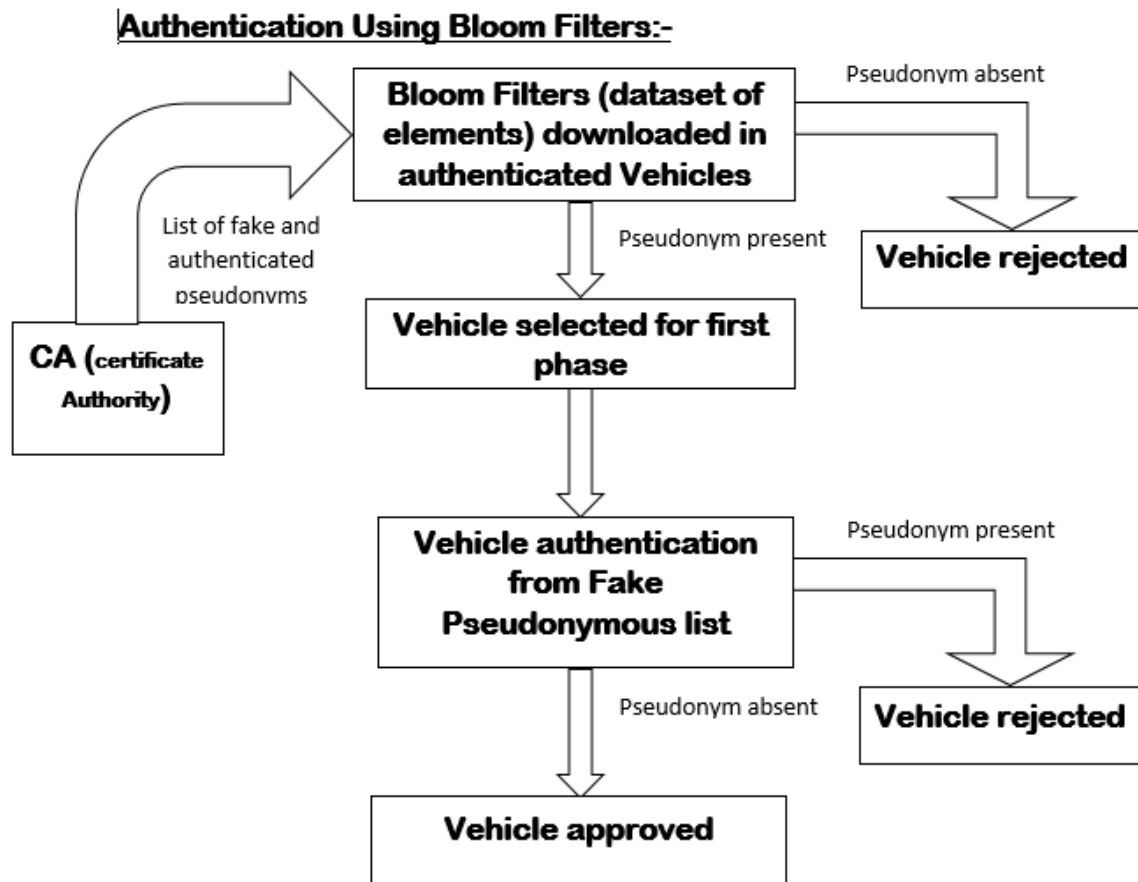 Authentication Using Bloom Filters:-
Pseudonym absent
Bloom Filters (dataset of
elements) downloaded in
authenticated Vehicles
List of fake and
authenticated
pseudonyms
Pseudonym present
Vehicle rejected
Vehicle selected for first
phase
CA (certificate
Authority)
Vehicle authentication
from Fake
Pseudonymous list
Pseudonym present
Pseudonym absent
Vehicle rejected
Vehicle approved